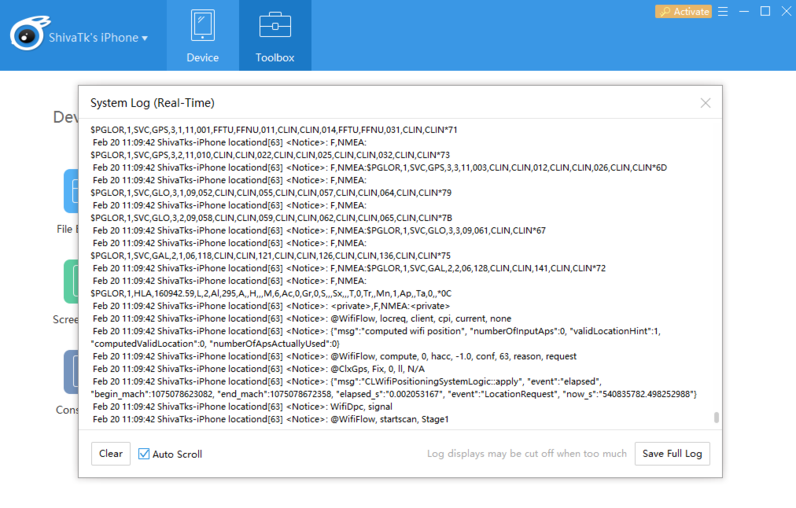 ShivaTk's iPhone
Device
Toolbox
Activate
System Log (Real-Time)
$PGLOR,1,SVC,GPS,3,1,11,001,FFTU,FFNU,011,CLIN,CLIN,014,FFTU,FFNU,031,CLIN,CLIN*71
Feb 20 11:09:42 ShivaTks-iPhone locationd[63] <Notice>: F,NMEA:
$PGLOR,1,SVC,GPS,3,2,11,010,CLIN,CLIN,022,CLIN,CLIN,025,CLIN,CLIN,032,CLIN,CLIN*73
Feb 20 11:09:42 ShivaTks-iPhone locationd[63] <Notice>: F,NMEA:$PGLOR,1,SVC,GPS,3,3,11,003,CLIN,CLIN,012,CLIN,CLIN,026,CLIN,CLIN*6D
Feb 20 11:09:42 ShivaTks-iPhone locationd[63] <Notice>: F,NMEA:
$PGLOR,1,SVC,GLO,3,1,09,052,CLIN,CLIN,055,CLIN,CLIN,057,CLIN,CLIN,064,CLIN,CLIN*79
Feb 20 11:09:42 ShivaTks-iPhone locationd[63] <Notice>: F,NMEA:
$PGLOR,1,SVC,GLO,3,2,09,058,CLIN,CLIN,059,CLIN,CLIN,062,CLIN,CLIN,065,CLIN,CLIN*7B
Feb 20 11:09:42 ShivaTks-iPhone locationd[63] <Notice>: F,NMEA:$PGLOR,1,SVC,GLO,3,3,09,061,CLIN,CLIN*67
Feb 20 11:09:42 ShivaTks-iPhone locationd[63] <Notice>: F,NMEA:
$PGLOR,1,SVC,GAL,2,1,06,118,CLIN,CLIN,121,CLIN,CLIN,126,CLIN,CLIN,136,CLIN,CLIN*75
Feb 20 11:09:42 ShivaTks-iPhone locationd[63] <Notice>: F,NMEA:$PGLOR,1,SVC,GAL,2,2,06,128,CLIN,CLIN,141,CLIN,CLIN*72
Feb 20 11:09:42 ShivaTks-iPhone locationd[63] <Notice>: F,NMEA:
$PGLOR,1,HLA,160942.59,L,2,Al,295,A,,H,,,M,6,Ac,0,Gr,0,S,,,Sx,,,T,0,Tr,,Mn,1,Ap,,Ta,0,,*0C
Feb 20 11:09:42 ShivaTks-iPhone locationd[63] <Notice>: <private>,F,NMEA:<private>
Feb 20 11:09:42 ShivaTks-iPhone locationd[63] <Notice>: @WifiFlow, locreq, client, cpi, current, none
Feb 20 11:09:42 ShivaTks-iPhone locationd[63] <Notice>: {"msg":"computed wifi position", "numberOfInputAps":0, "validLocationHint":1,
"computedValidLocation":0, "numberOfApsActuallyUsed":0}
Feb 20 11:09:42 ShivaTks-iPhone locationd[63] <Notice>: @WifiFlow, compute, 0, hacc, -1.0, conf, 63, reason, request
Feb 20 11:09:42 ShivaTks-iPhone locationd[63] <Notice>: @ClxGps, Fix, 0, ll, N/A
Feb 20 11:09:42 ShivaTks-iPhone locationd[63] <Notice>: {"msg":"CLWifiPositioningSystemLogic::apply", "event":"elapsed",
"begin_mach":1075078623082, "end_mach":1075078672358, "elapsed_s":"0.002053167", "event":"LocationRequest", "now_s":"540835782.498252988"}
Feb 20 11:09:42 ShivaTks-iPhone locationd[63] <Notice>: WifiDpc, signal
Feb 20 11:09:42 ShivaTks-iPhone locationd[63] <Notice>: @WifiFlow, startscan, Stage1
Clear
Auto Scroll
Log displays may be cut off when too much
Save Full Log
Dev
File E
Scree
Cons